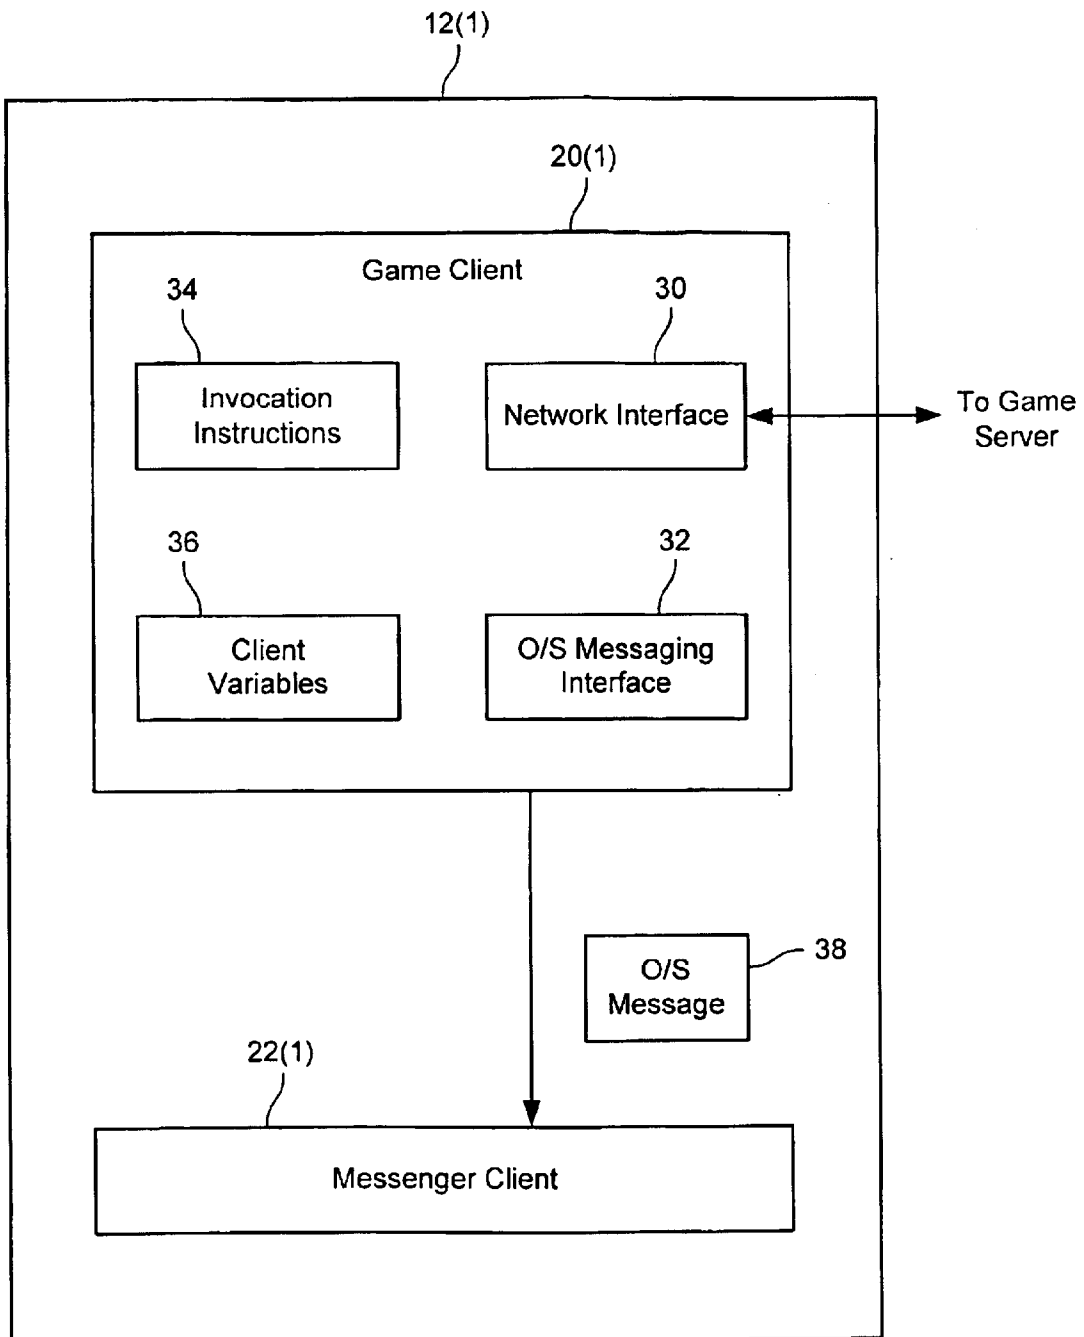 12(1)
20(1)
Game Client
34
30
Invocation
Instructions
Network Interface
To Game
Server
36
32
Client
Variables
O/S Messaging
Interface
38
O/S
Message
22(1)
Messenger Client